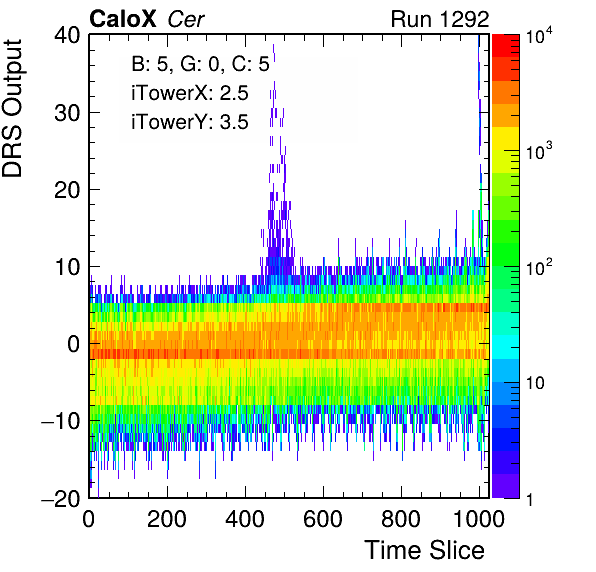 CaloX Cer Run 1292
DRS Output
B: 5, G: 0, C: 5
iTowerX: 2.5
iTowerY: 3.5
40
30
20
10
0
−10
−20
0 200 400 600 800 1000
Time Slice
10^4
10^3
10^2
10
1